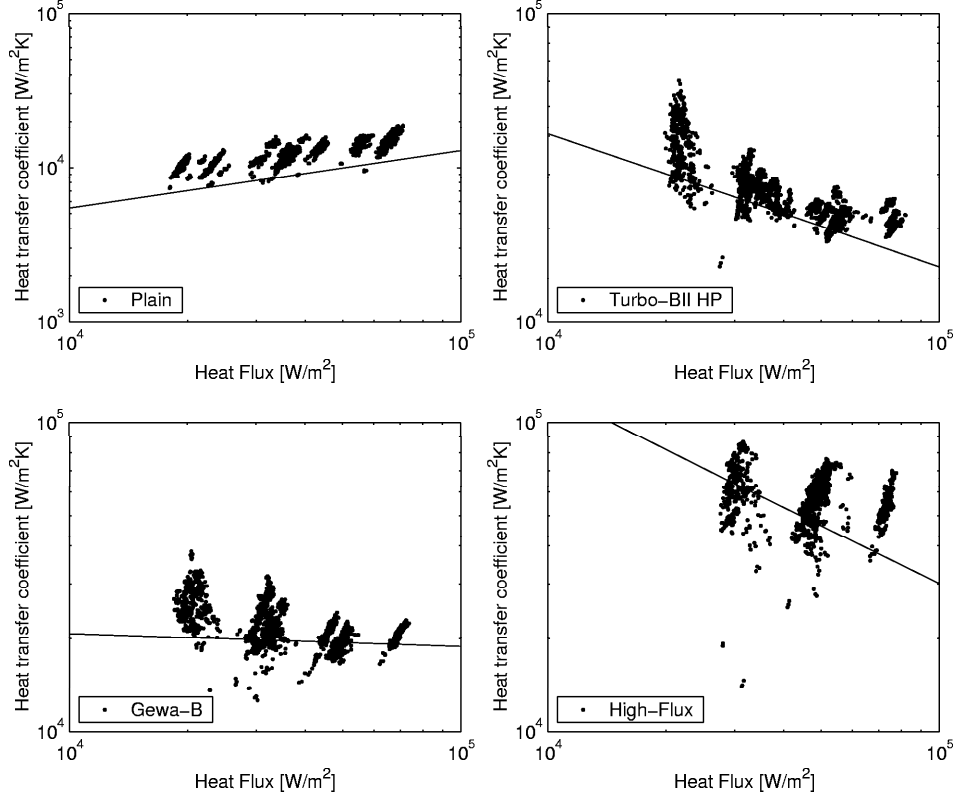 10^5
Heat transfer coefficient [W/m^2K]
10^4
10^3
Plain
10^4
10^5
Heat Flux [W/m^2]
10^5
Heat transfer coefficient [W/m^2K]
10^4
Turbo−BII HP
10^4
10^5
Heat Flux [W/m^2]
10^5
Heat transfer coefficient [W/m^2K]
10^4
Gewa−B
10^4
10^5
Heat Flux [W/m^2]
10^5
Heat transfer coefficient [W/m^2K]
10^4
High−Flux
10^4
10^5
Heat Flux [W/m^2]